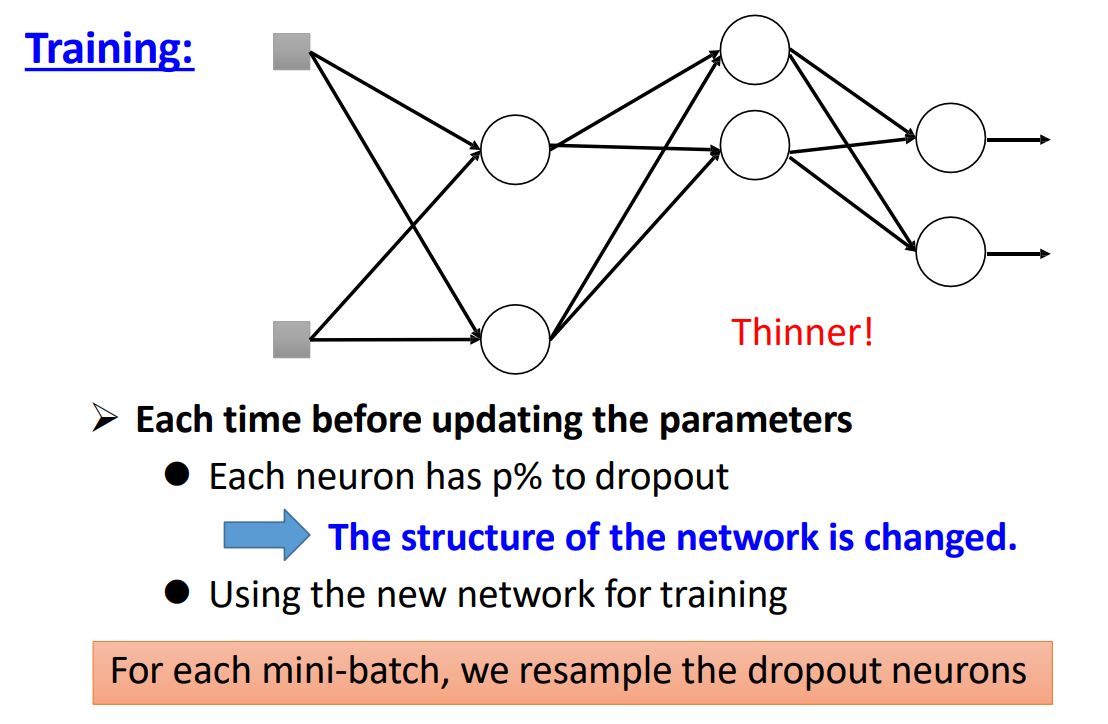 Training:
Thinner!
➢ Each time before updating the parameters
● Each neuron has p% to dropout
The structure of the network is changed.
● Using the new network for training
For each mini-batch, we resample the dropout neurons